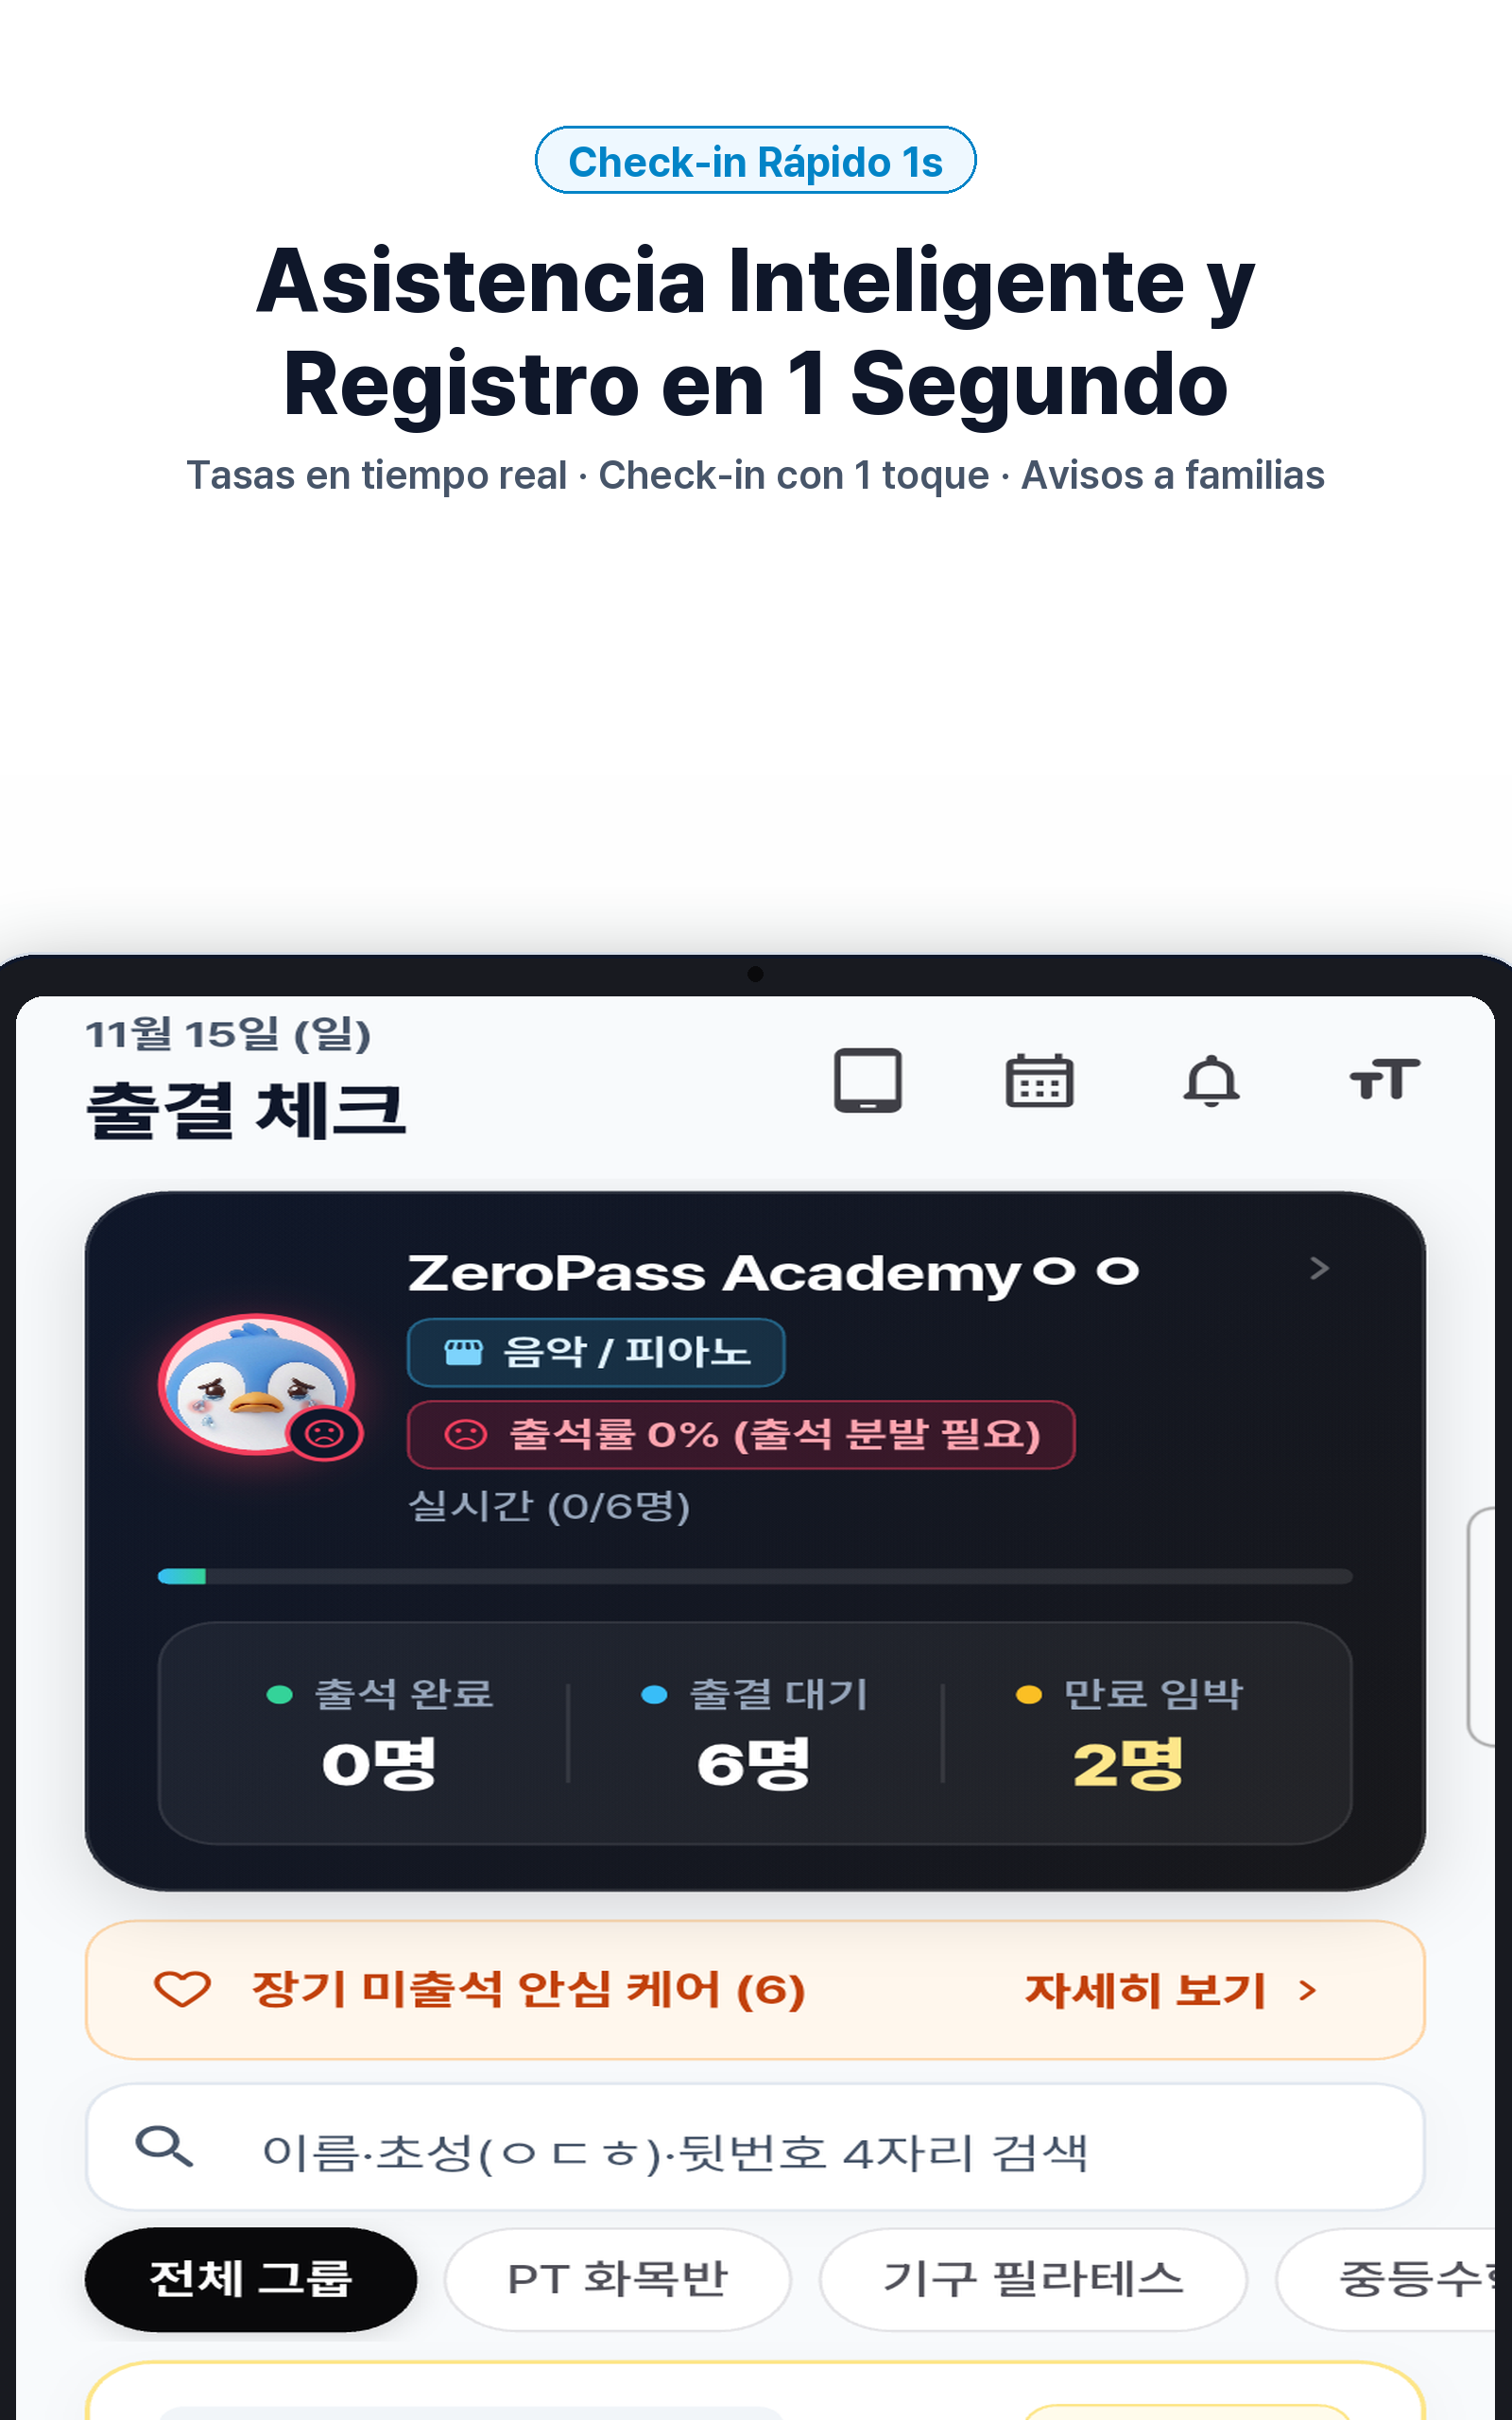 Check-in Rápido 1s
Asistencia Inteligente y
Registro en 1 Segundo
Tasas en tiempo real · Check-in con 1 toque · Avisos a familias
11월 15일 (일)
출결 체크
ZeroPass Academyㅇㅇ
음악 / 피아노
출석률 0% (출석 분발 필요)
실시간 (0/6명)
출석 완료 출결 대기 만료 임박
0명 6명 2명
장기 미출석 안심 케어 (6) 자세히 보기
이름·초성(ㅇㄷㅎ)·뒷번호 4자리 검색
전체 그룹 PT 화목반 기구 필라테스 중등수